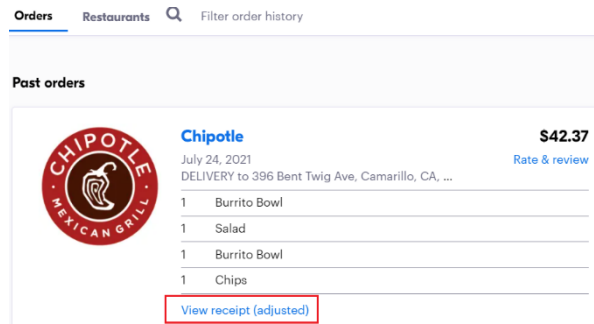 Orders Restaurants Filter order history
Past orders
CHIPOTLE
MEXICAN GRILL
Chipotle $42.37
July 24, 2021 Rate & review
DELIVERY to 396 Bent Twig Ave, Camarillo, CA, ...
1 Burrito Bowl
1 Salad
1 Burrito Bowl
1 Chips
View receipt (adjusted)